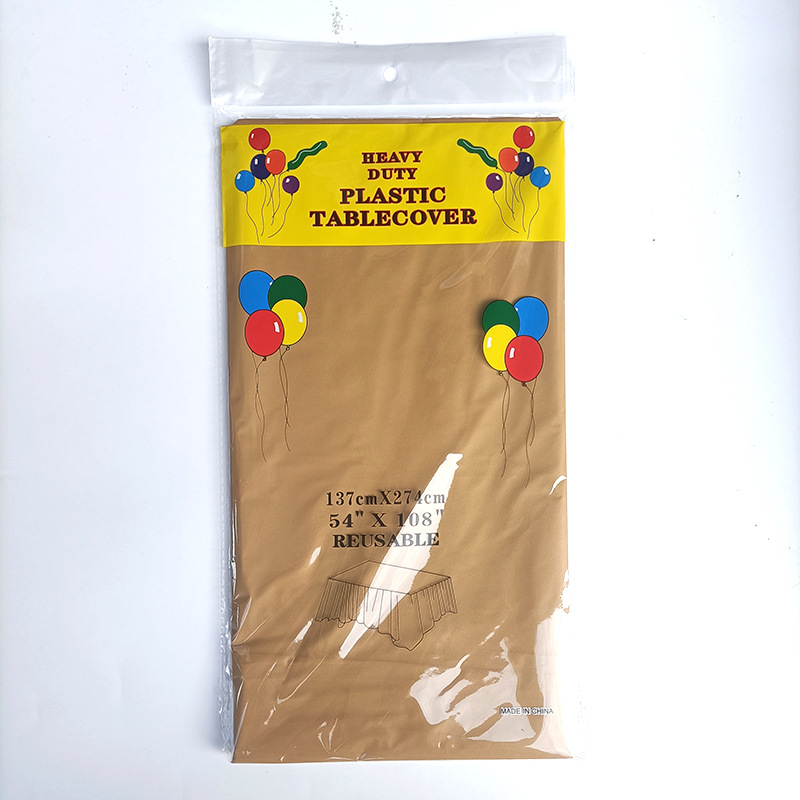 HEAVY
DUTY
PLASTIC
TABLECOVER
137cmX274cm
54" X 108"
REUSABLE
MADE IN CHINA